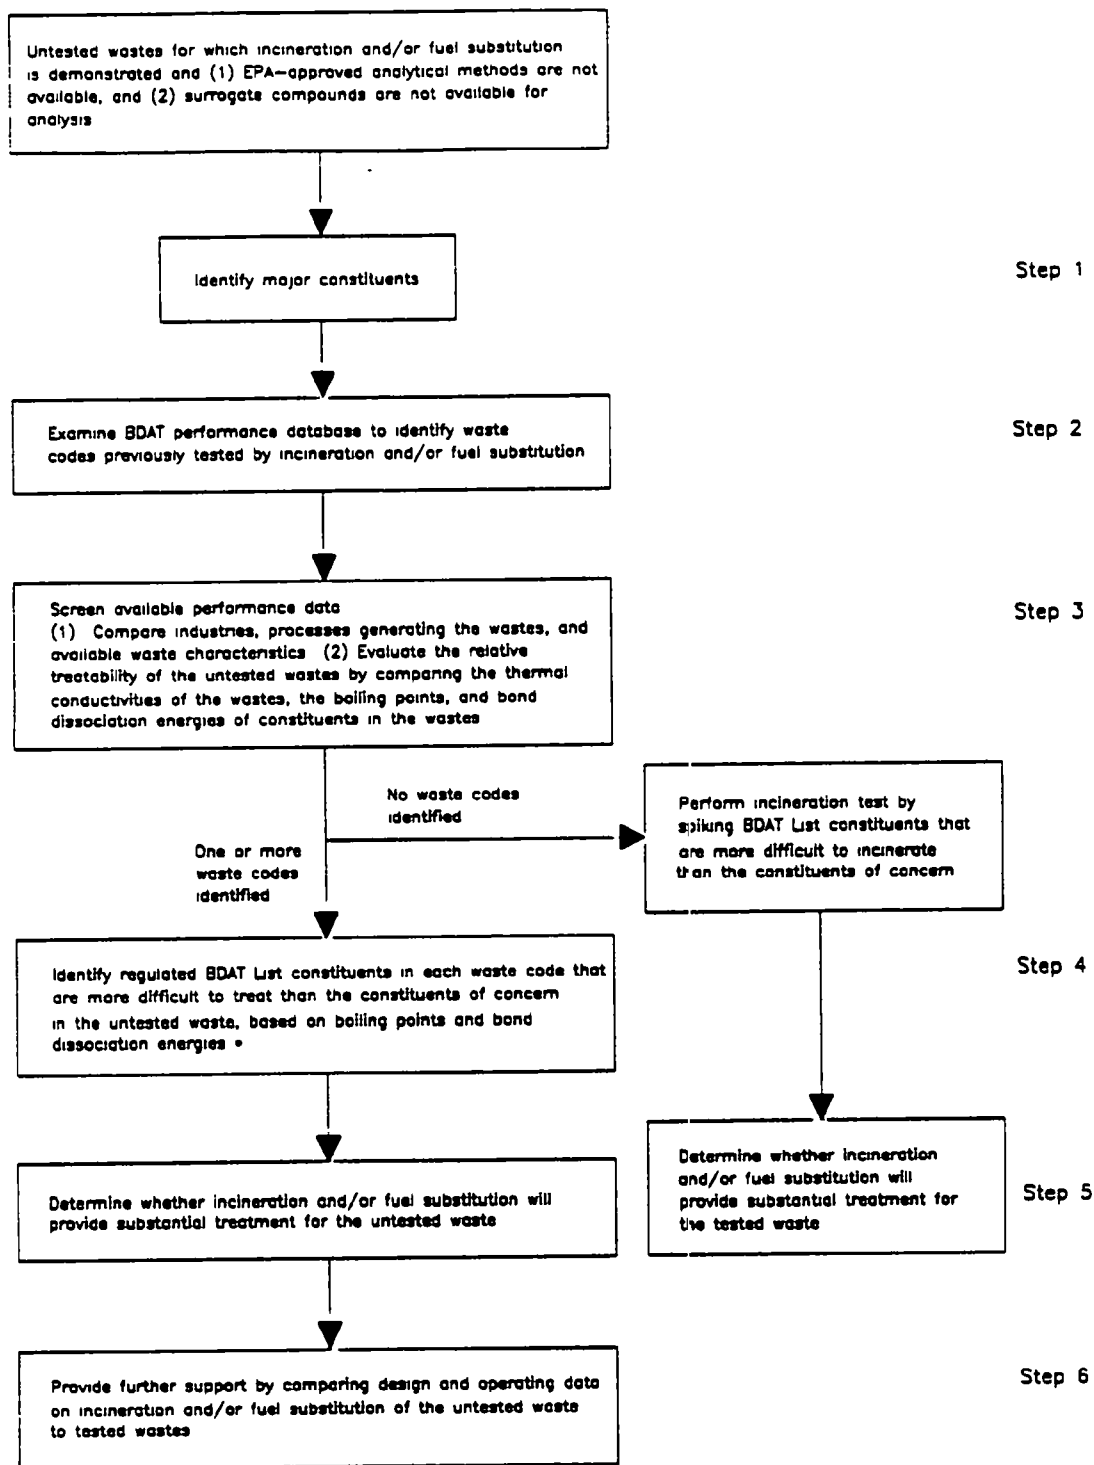 Untested wastes for which incineration and/or fuel substitution
is demonstrated and (1) EPA-approved analytical methods are not
available, and (2) surrogate compounds are not available for
analysis
Identify major constituents
Step 1
Examine BDAT performance database to identify waste
codes previously tested by incineration and/or fuel substitution
Step 2
Screen available performance data
(1) Compare industries, processes generating the wastes, and
available waste characteristics (2) Evaluate the relative
treatability of the untested wastes by comparing the thermal
conductivities of the wastes, the boiling points, and bond
dissociation energies of constituents in the wastes
Step 3
No waste codes
identified
One or more
waste codes
identified
Perform incineration test by
spiking BDAT List constituents that
are more difficult to incinerate
than the constituents of concern
Identify regulated BDAT List constituents in each waste code that
are more difficult to treat than the constituents of concern
in the untested waste, based on boiling points and bond
dissociation energies •
Step 4
Determine whether incineration and/or fuel substitution will
provide substantial treatment for the untested waste
Determine whether incineration
and/or fuel substitution will
provide substantial treatment for
the tested waste
Step 5
Provide further support by comparing design and operating data
on incineration and/or fuel substitution of the untested waste
to tested wastes
Step 6